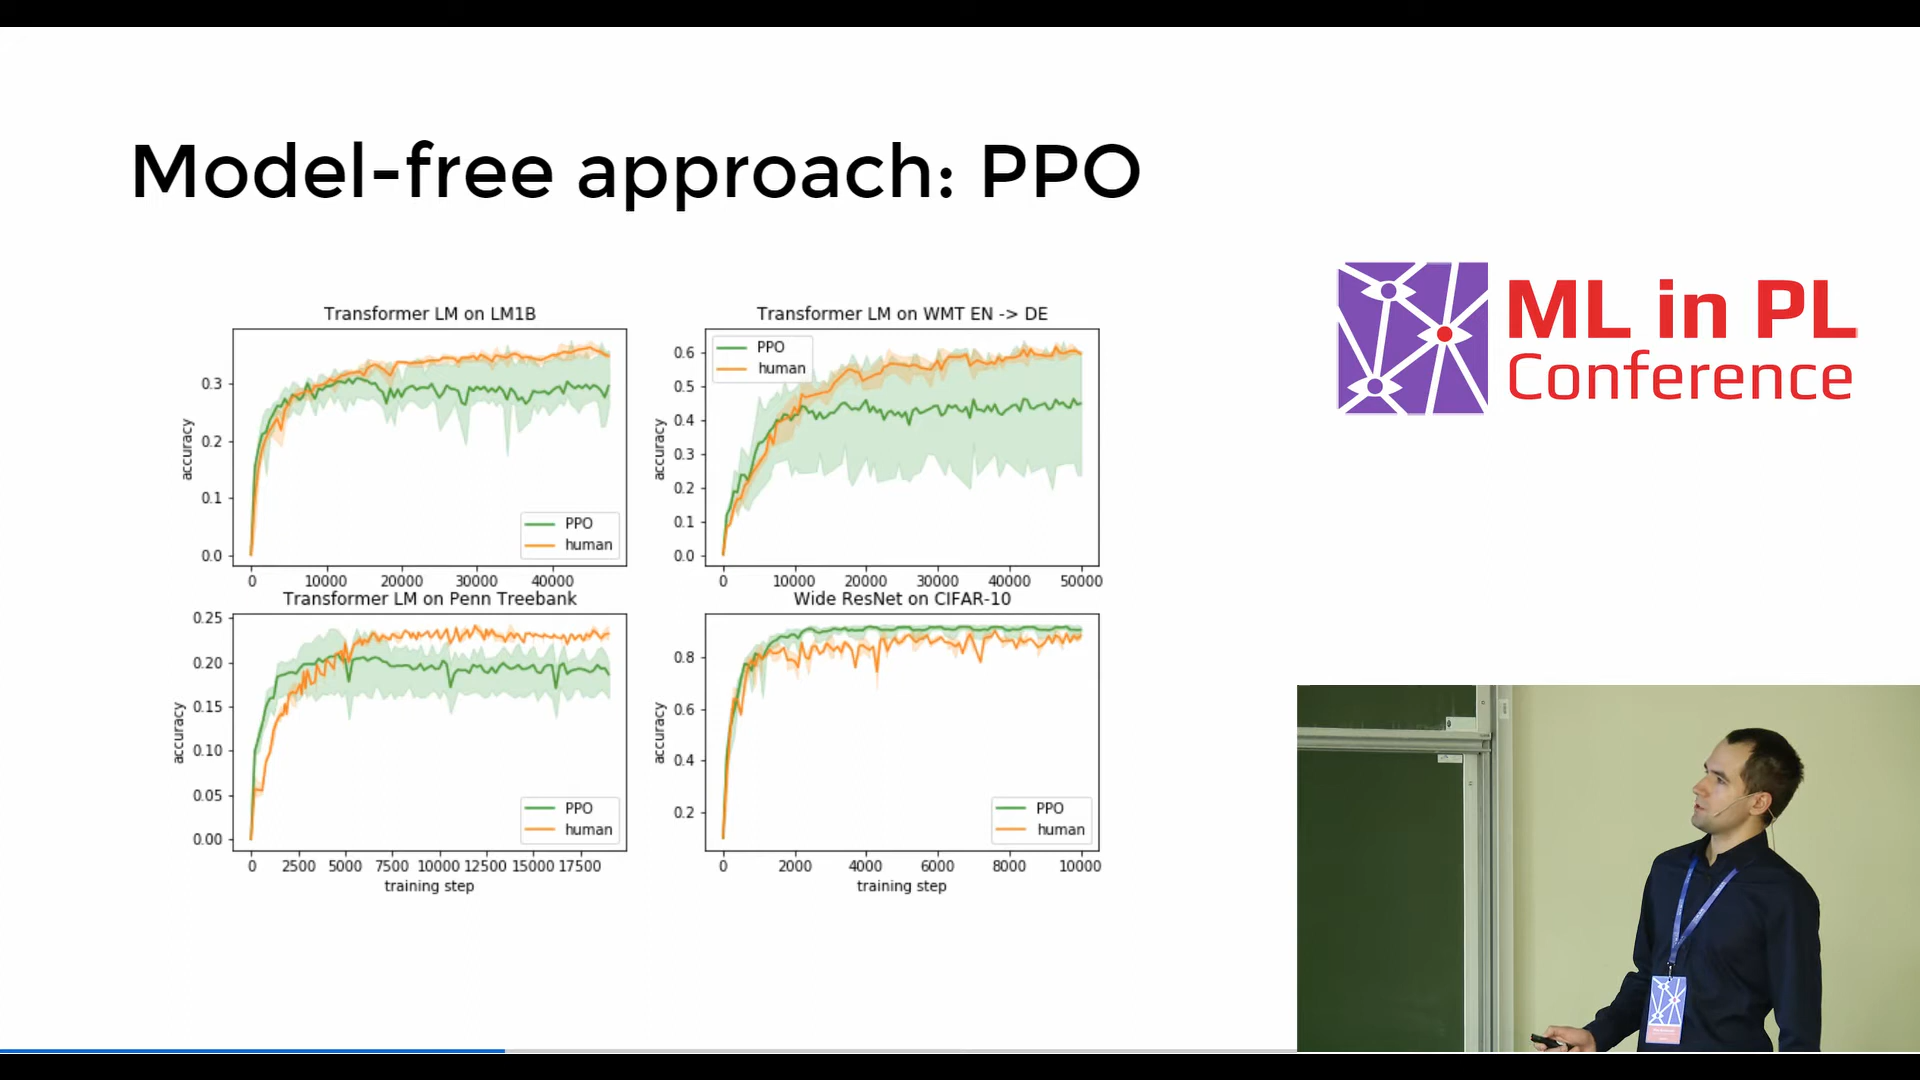 Model-free approach: PPO
ML in PL
Conference
Transformer LM on LM1B
accuracy
0.3
0.2
0.1
0.0
PPO
human
0 10000 20000 30000 40000
Transformer LM on WMT EN -> DE
accuracy
0.6
0.5
0.4
0.3
0.2
0.1
0.0
PPO
human
0 10000 20000 30000 40000 50000
Transformer LM on Penn Treebank
accuracy
0.25
0.20
0.15
0.10
0.05
0.00
PPO
human
0 2500 5000 7500 10000 12500 15000 17500
training step
Wide ResNet on CIFAR-10
accuracy
0.8
0.6
0.4
0.2
PPO
human
0 2000 4000 6000 8000 10000
training step